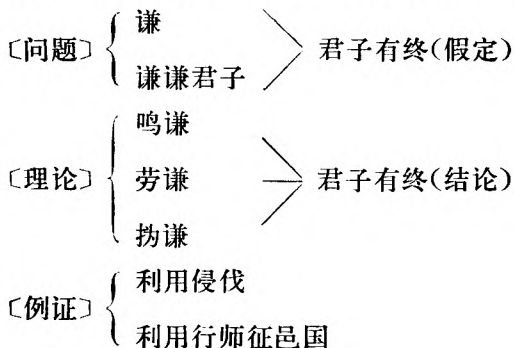 谦
〔问题〕 君子有终(假定)
谦谦君子
鸣谦
〔理论〕 劳谦 君子有终(结论)
㧑谦
利用侵伐
〔例证〕
利用行师征邑国